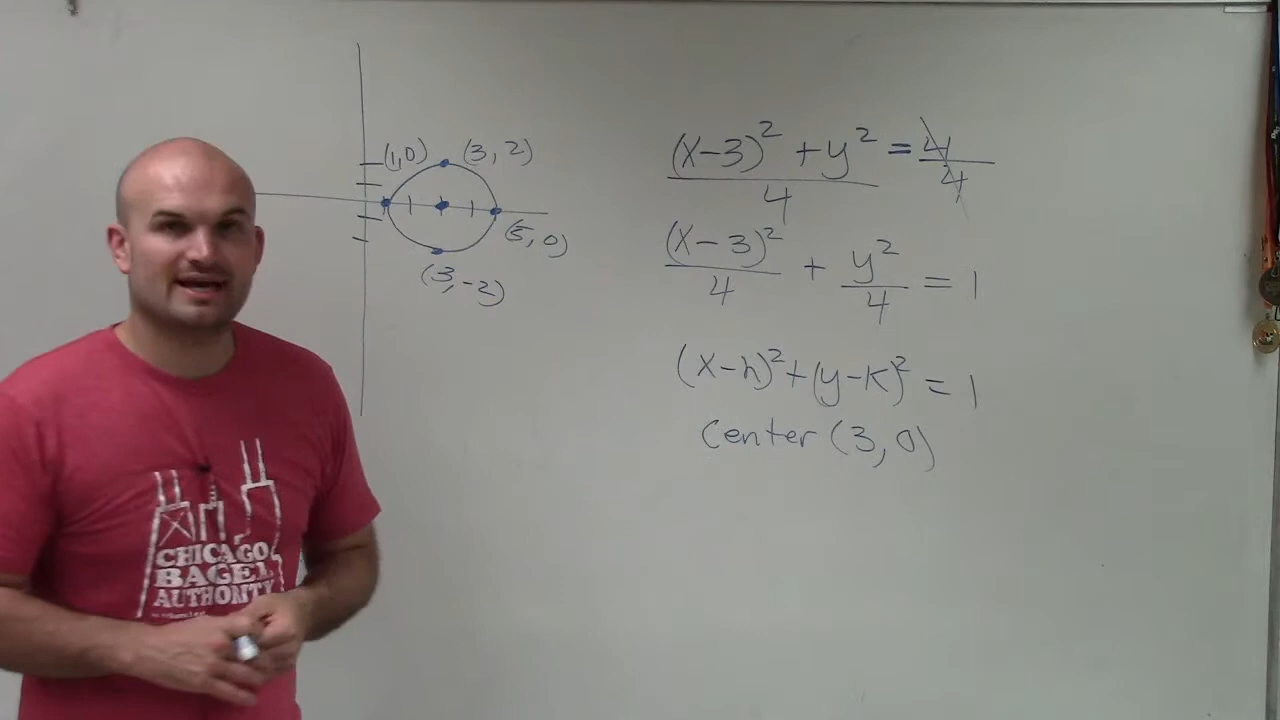 (1,0) (3, 2)
(5, 0)
(3, -2)
(x-3)² + y² = 4
4 4
(x-3)² + y² = 1
4 4
(x-h)² + (y-k)² = 1
Center (3, 0)
CHICAGO
BAGEL
AUTHORITY